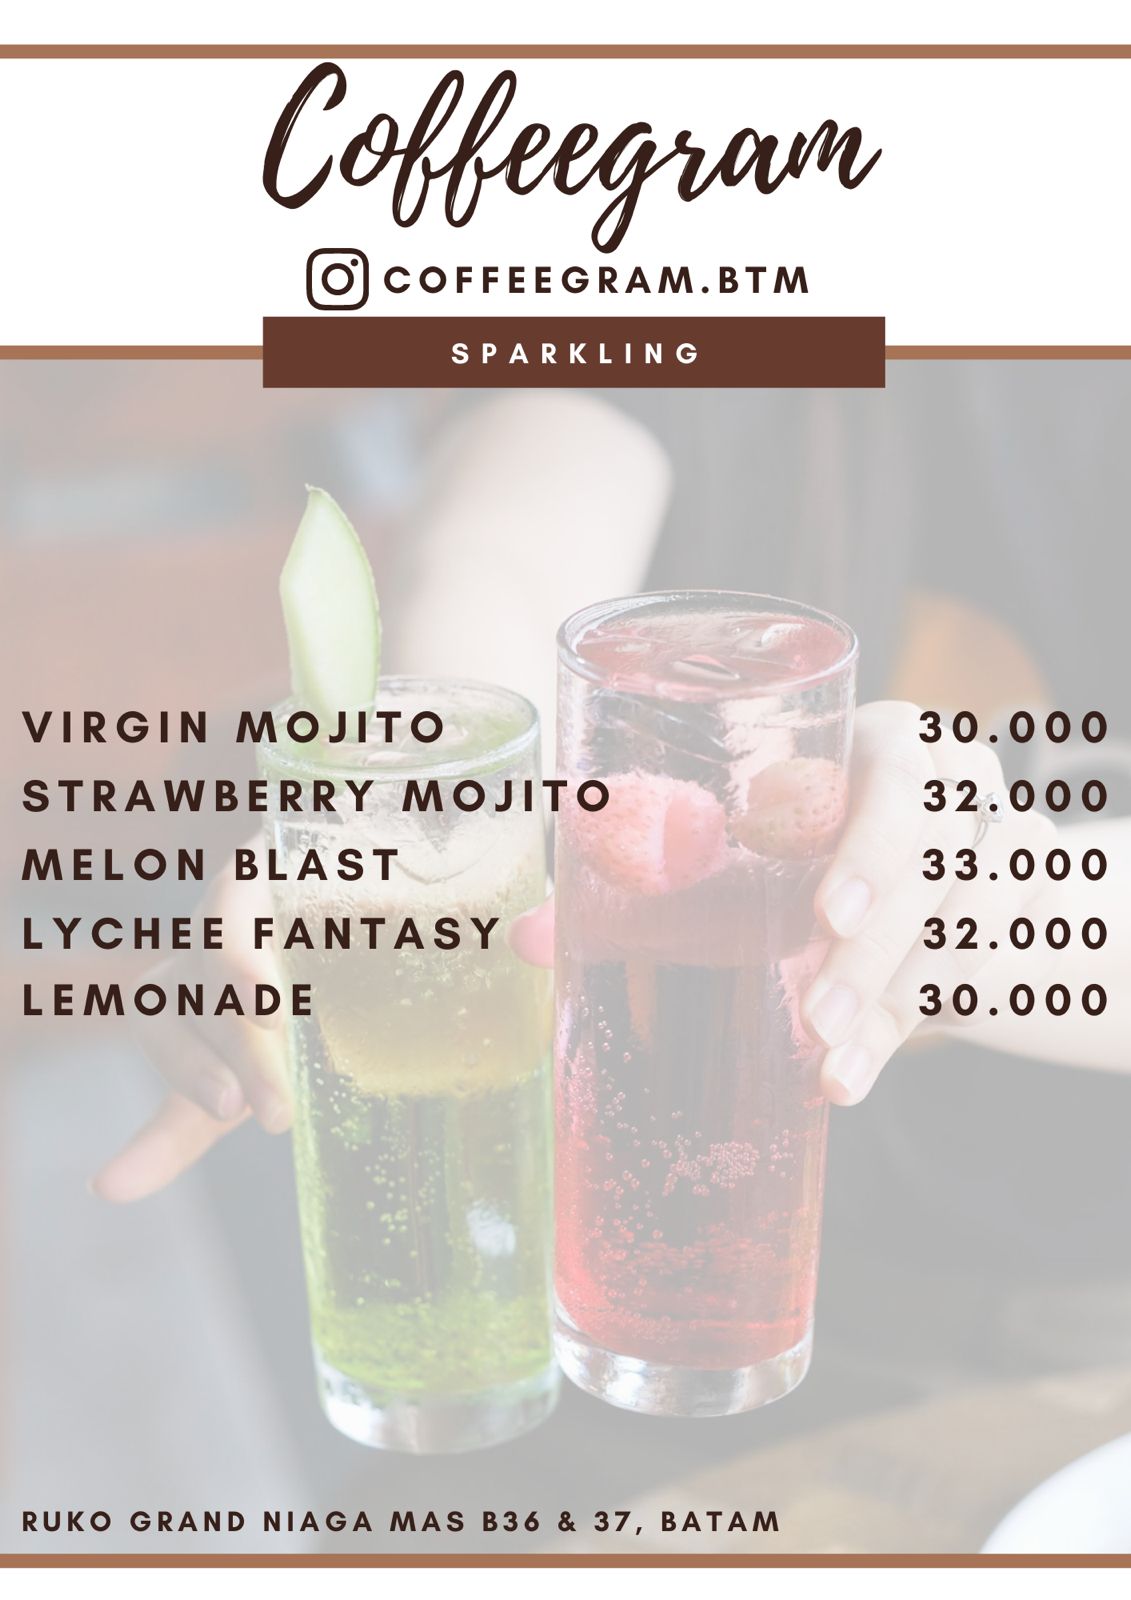 Coffeegram
COFFEEGRAM.BTM
SPARKLING
VIRGIN MOJITO 30.000
STRAWBERRY MOJITO 32.000
MELON BLAST 33.000
LYCHEE FANTASY 32.000
LEMONADE 30.000
RUKO GRAND NIAGA MAS B36 & 37, BATAM